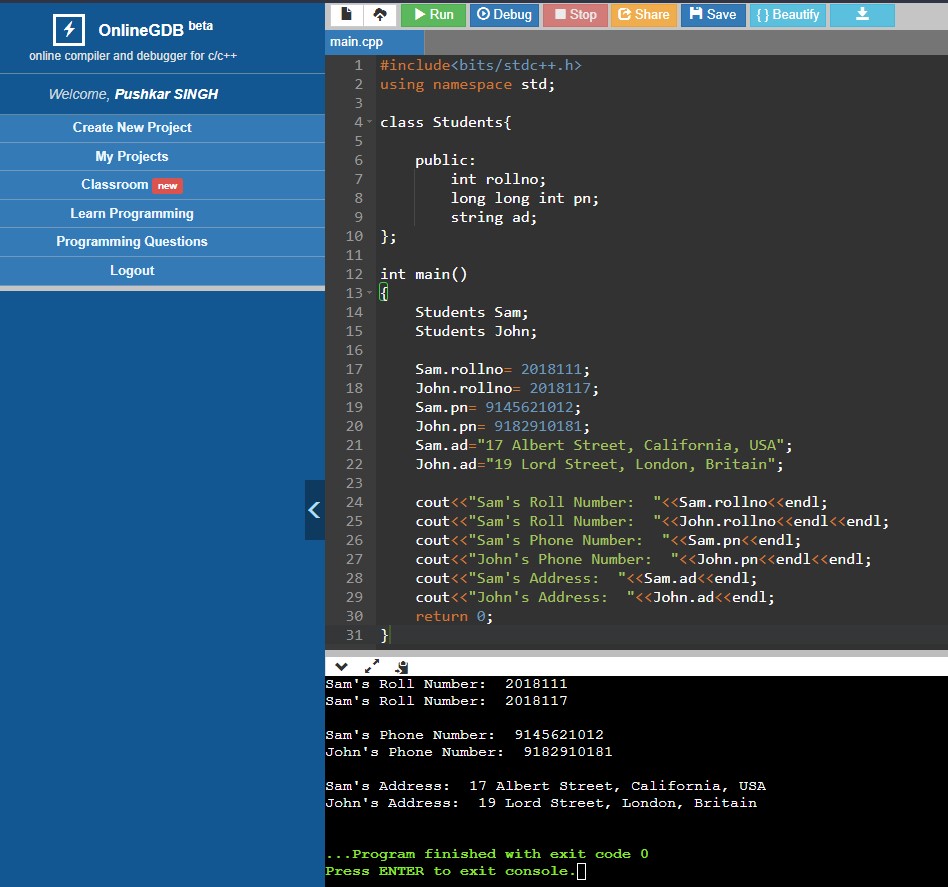 OnlineGDB beta
online compiler and debugger for c/c++
Welcome, Pushkar SINGH
Create New Project
My Projects
Classroom new
Learn Programming
Programming Questions
Logout
Run Debug Stop Share Save { } Beautify
main.cpp
1 #include<bits/stdc++.h>
2 using namespace std;
3
4 class Students{
5
6 public:
7 int rollno;
8 long long int pn;
9 string ad;
10 };
11
12 int main()
13 {
14 Students Sam;
15 Students John;
16
17 Sam.rollno= 2018111;
18 John.rollno= 2018117;
19 Sam.pn= 9145621012;
20 John.pn= 9182910181;
21 Sam.ad="17 Albert Street, California, USA";
22 John.ad="19 Lord Street, London, Britain";
23
24 cout<<"Sam's Roll Number:  "<<Sam.rollno<<endl;
25 cout<<"Sam's Roll Number:  "<<John.rollno<<endl<<endl;
26 cout<<"Sam's Phone Number:  "<<Sam.pn<<endl;
27 cout<<"John's Phone Number:  "<<John.pn<<endl<<endl;
28 cout<<"Sam's Address:  "<<Sam.ad<<endl;
29 cout<<"John's Address:  "<<John.ad<<endl;
30 return 0;
31 }
Sam's Roll Number:  2018111
Sam's Roll Number:  2018117
Sam's Phone Number:  9145621012
John's Phone Number:  9182910181
Sam's Address:  17 Albert Street, California, USA
John's Address:  19 Lord Street, London, Britain
...Program finished with exit code 0
Press ENTER to exit console.